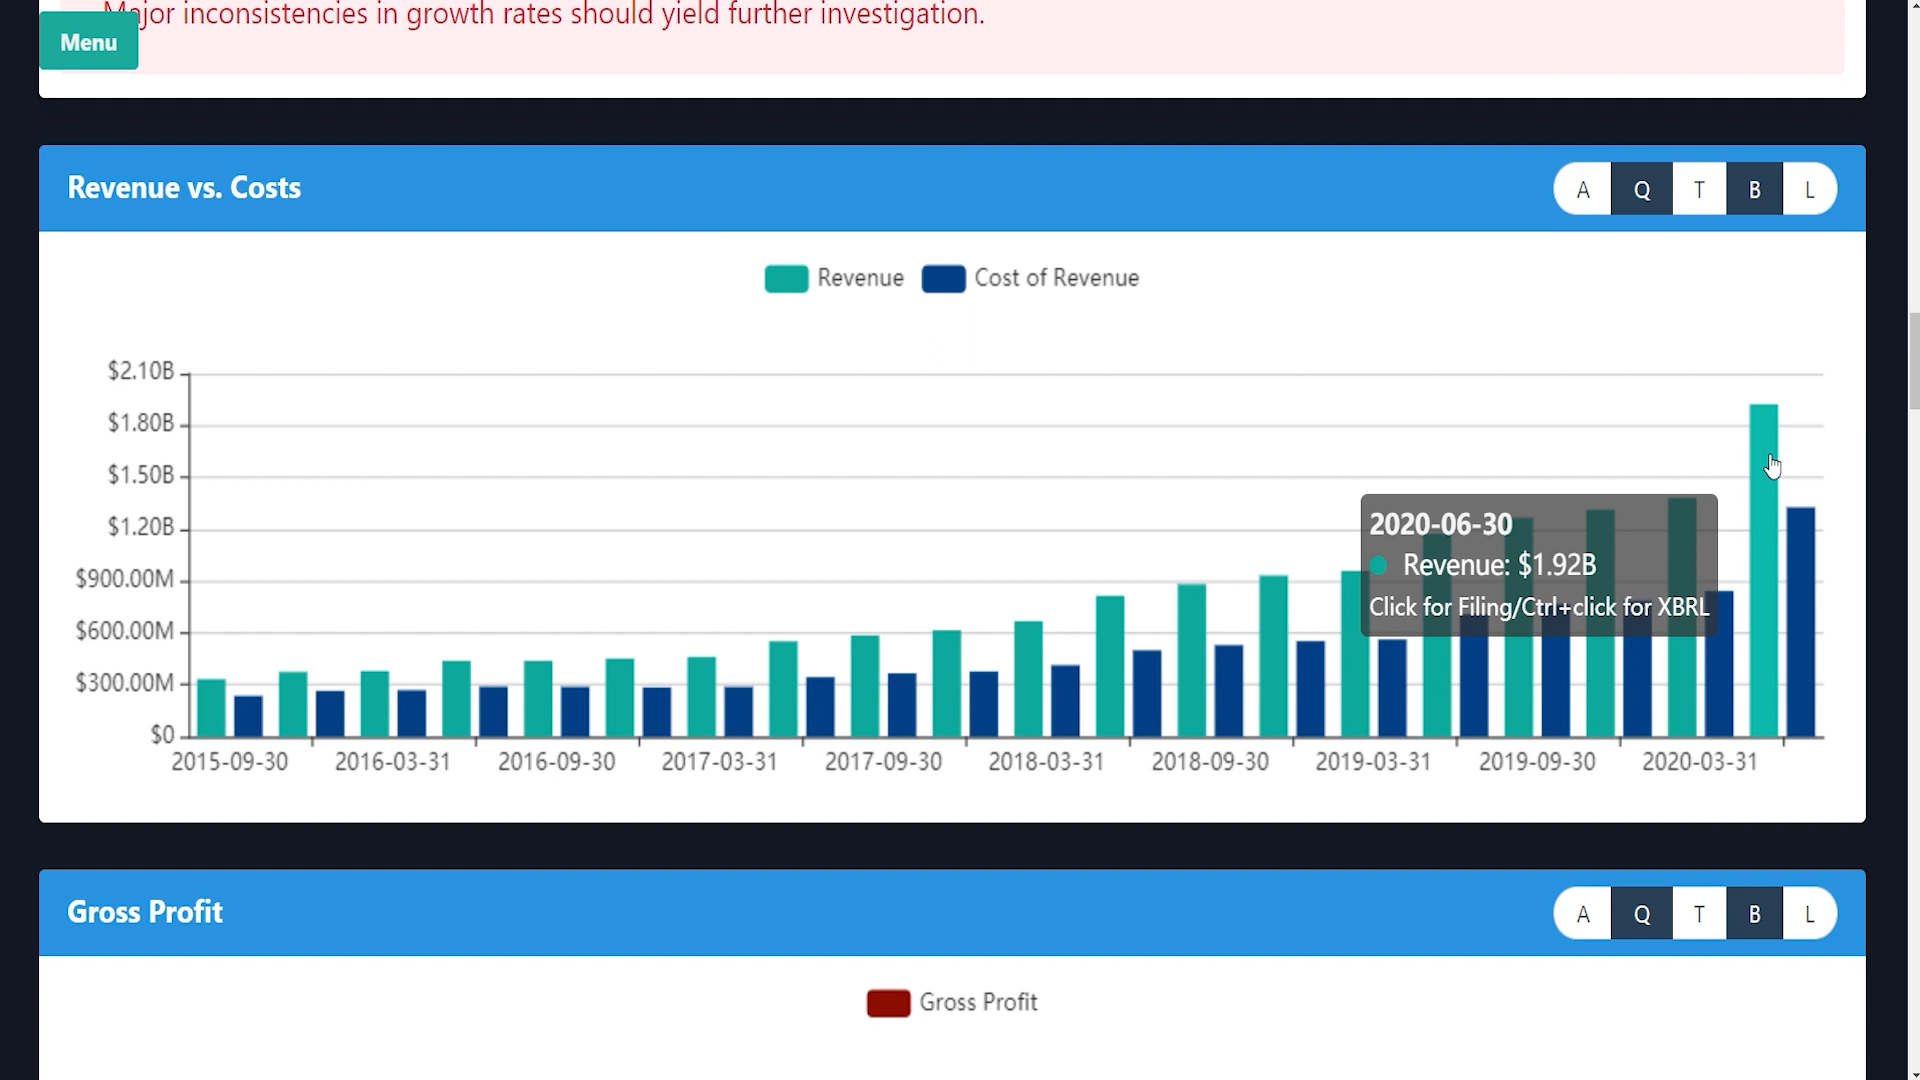 Major inconsistencies in growth rates should yield further investigation.
Menu
Revenue vs. Costs
A Q T B L
Revenue Cost of Revenue
$2.10B
$1.80B
$1.50B
$1.20B
$900.00M
$600.00M
$300.00M
$0
2020-06-30
Revenue: $1.92B
Click for Filing/Ctrl+click for XBRL
2015-09-30 2016-03-31 2016-09-30 2017-03-31 2017-09-30 2018-03-31 2018-09-30 2019-03-31 2019-09-30 2020-03-31
Gross Profit
A Q T B L
Gross Profit